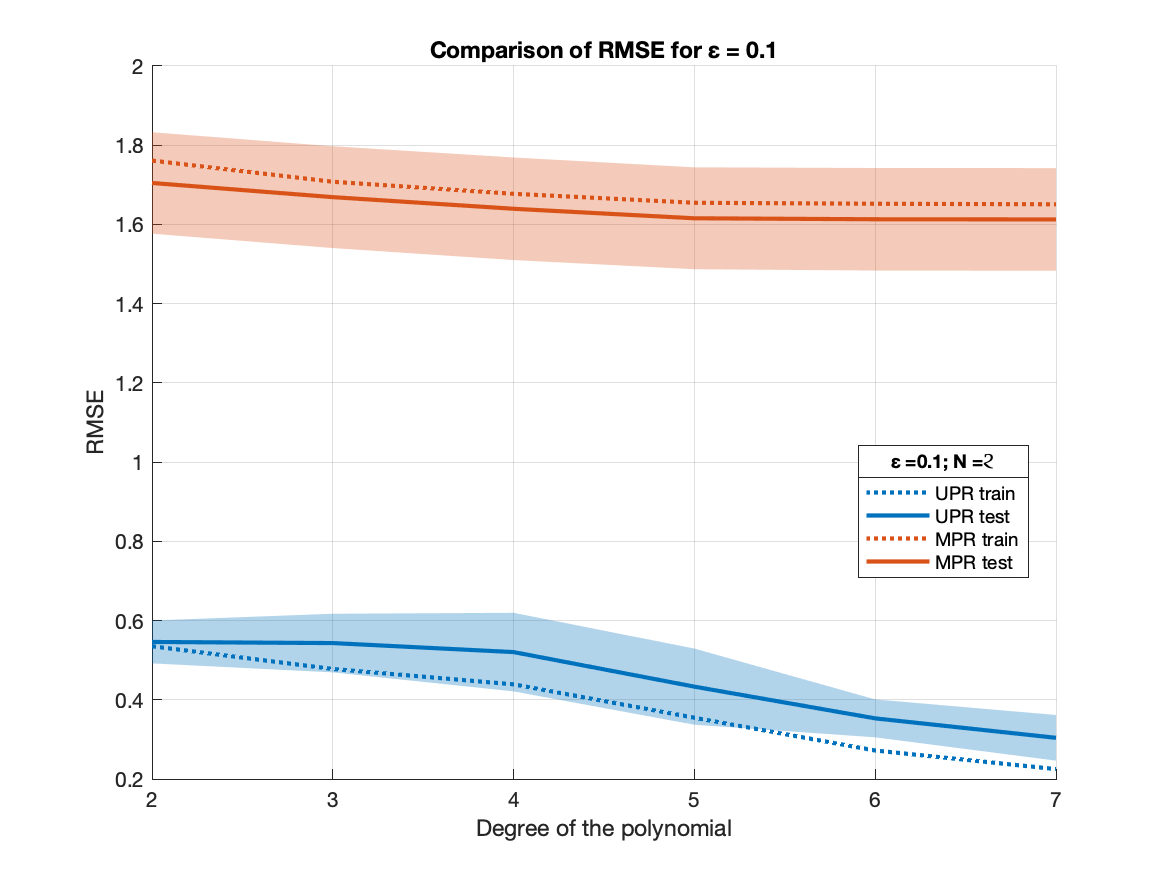 Comparison of RMSE for ε = 0.1
2
1.8
1.6
1.4
1.2
1
0.8
0.6
0.4
0.2
RMSE
ε =0.1; N =2
UPR train
UPR test
MPR train
MPR test
2 3 4 5 6 7
Degree of the polynomial